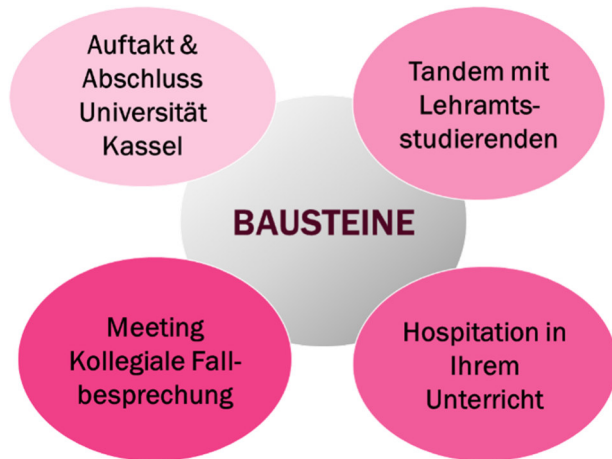 Auftakt &
Abschluss
Universität
Kassel
Tandem mit
Lehramts-
studierenden
BAUSTEINE
Meeting
Kollegiale Fall-
besprechung
Hospitation in
Ihrem
Unterricht